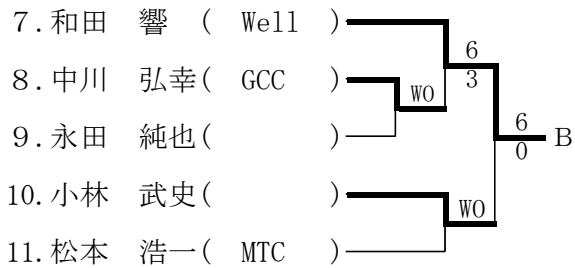 7.和田　響　(　Well　)
6
3
8.中川　弘幸(　GCC　)
WO
9.永田　純也(　　　)
6
0
B
10.小林　武史(　　　)
WO
11.松本　浩一(　MTC　)